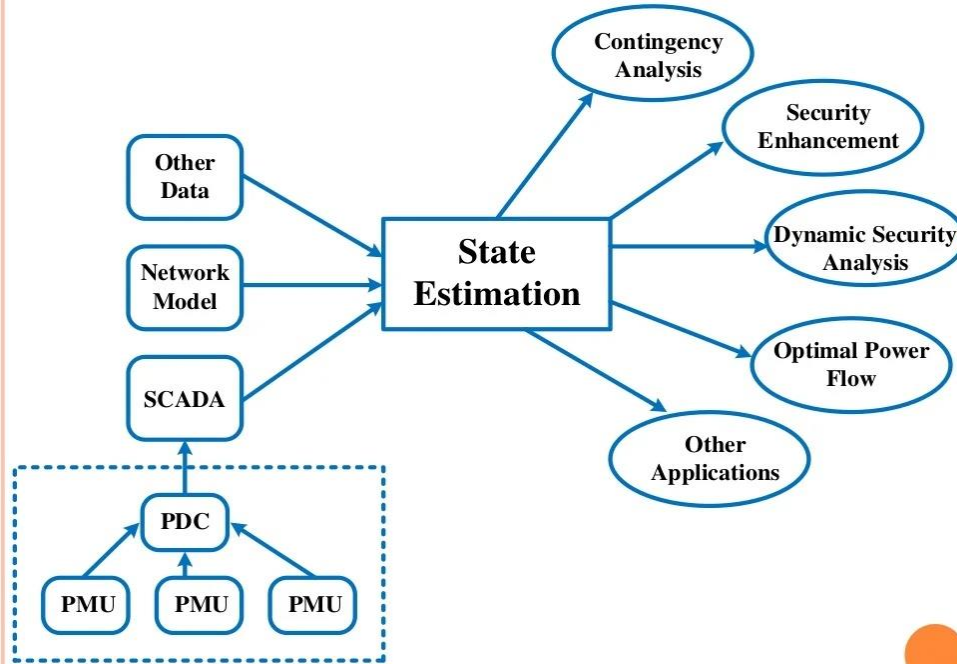 Contingency
Analysis
Security
Enhancement
Other
Data
Dynamic Security
Analysis
State
Estimation
Network
Model
Optimal Power
Flow
SCADA
Other
Applications
PDC
PMU
PMU
PMU